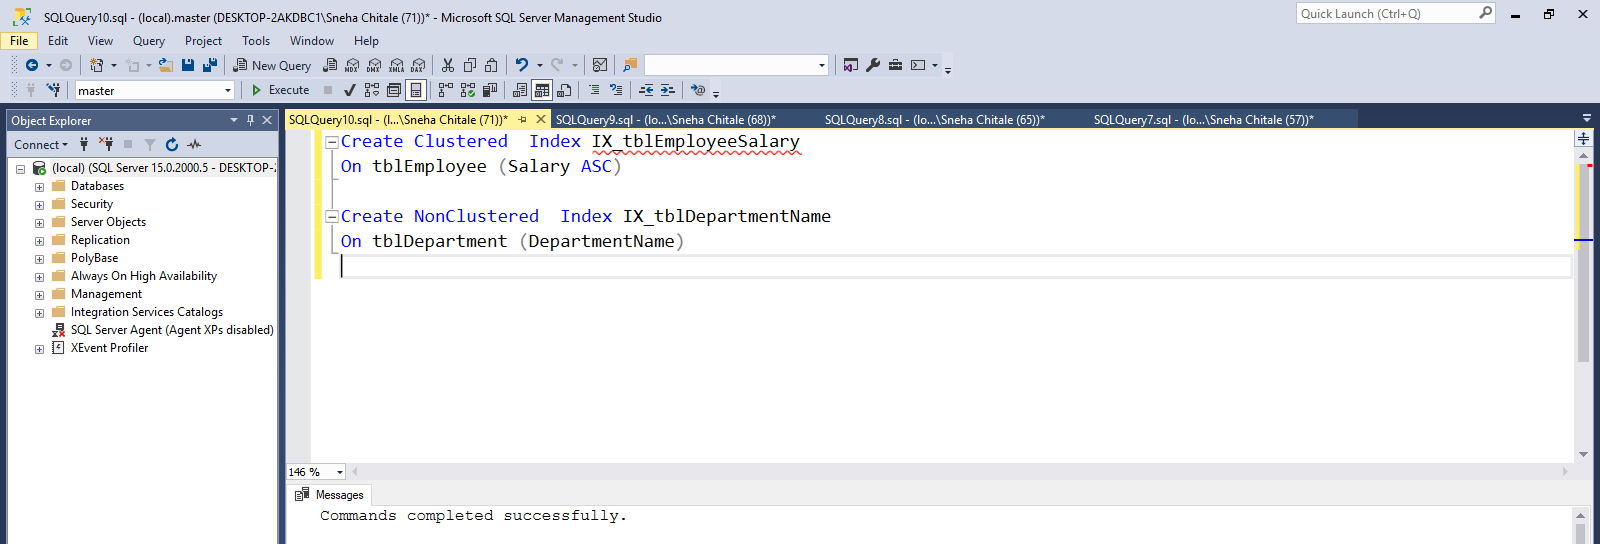 SQLQuery10.sql - (local).master (DESKTOP-2AKDBC1\Sneha Chitale (71))* - Microsoft SQL Server Management Studio
Quick Launch (Ctrl+Q)
File Edit View Query Project Tools Window Help
New Query MDX DMX XMLA DAX
master Execute
Object Explorer
SQLQuery10.sql - (l...\Sneha Chitale (71))* SQLQuery9.sql - (lo...\Sneha Chitale (68))* SQLQuery8.sql - (lo...\Sneha Chitale (65))* SQLQuery7.sql - (lo...\Sneha Chitale (57))*
Connect
(local) (SQL Server 15.0.2000.5 - DESKTOP-2
Databases
Security
Server Objects
Replication
PolyBase
Always On High Availability
Management
Integration Services Catalogs
SQL Server Agent (Agent XPs disabled)
XEvent Profiler
Create Clustered  Index IX_tblEmployeeSalary
On tblEmployee (Salary ASC)
Create NonClustered  Index IX_tblDepartmentName
On tblDepartment (DepartmentName)
146 %
Messages
Commands completed successfully.